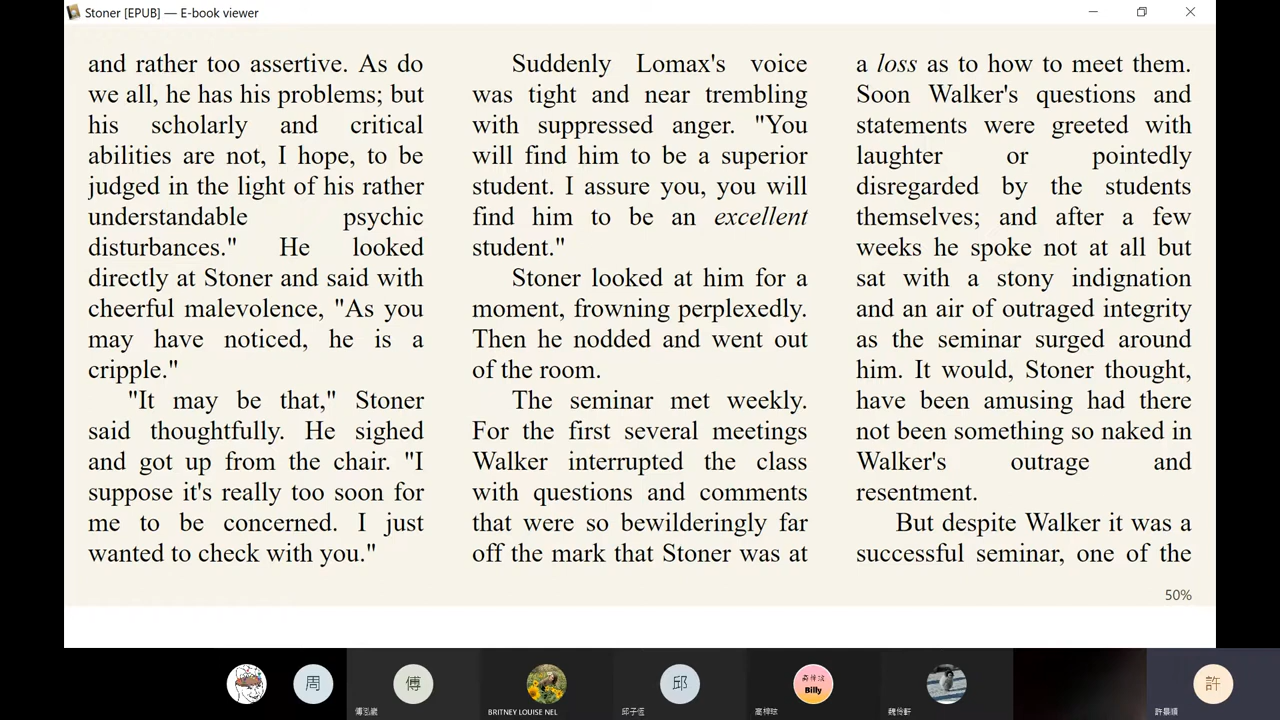 Stoner [EPUB] — E-book viewer
and rather too assertive. As do
we all, he has his problems; but
his scholarly and critical
abilities are not, I hope, to be
judged in the light of his rather
understandable psychic
disturbances." He looked
directly at Stoner and said with
cheerful malevolence, "As you
may have noticed, he is a
cripple."
"It may be that," Stoner
said thoughtfully. He sighed
and got up from the chair. "I
suppose it's really too soon for
me to be concerned. I just
wanted to check with you."
Suddenly Lomax's voice
was tight and near trembling
with suppressed anger. "You
will find him to be a superior
student. I assure you, you will
find him to be an excellent
student."
Stoner looked at him for a
moment, frowning perplexedly.
Then he nodded and went out
of the room.
The seminar met weekly.
For the first several meetings
Walker interrupted the class
with questions and comments
that were so bewilderingly far
off the mark that Stoner was at
a loss as to how to meet them.
Soon Walker's questions and
statements were greeted with
laughter or pointedly
disregarded by the students
themselves; and after a few
weeks he spoke not at all but
sat with a stony indignation
and an air of outraged integrity
as the seminar surged around
him. It would, Stoner thought,
have been amusing had there
not been something so naked in
Walker's outrage and
resentment.
But despite Walker it was a
successful seminar, one of the
50%
周
傅
邱
Billy
許
BRITNEY LOUISE NEL